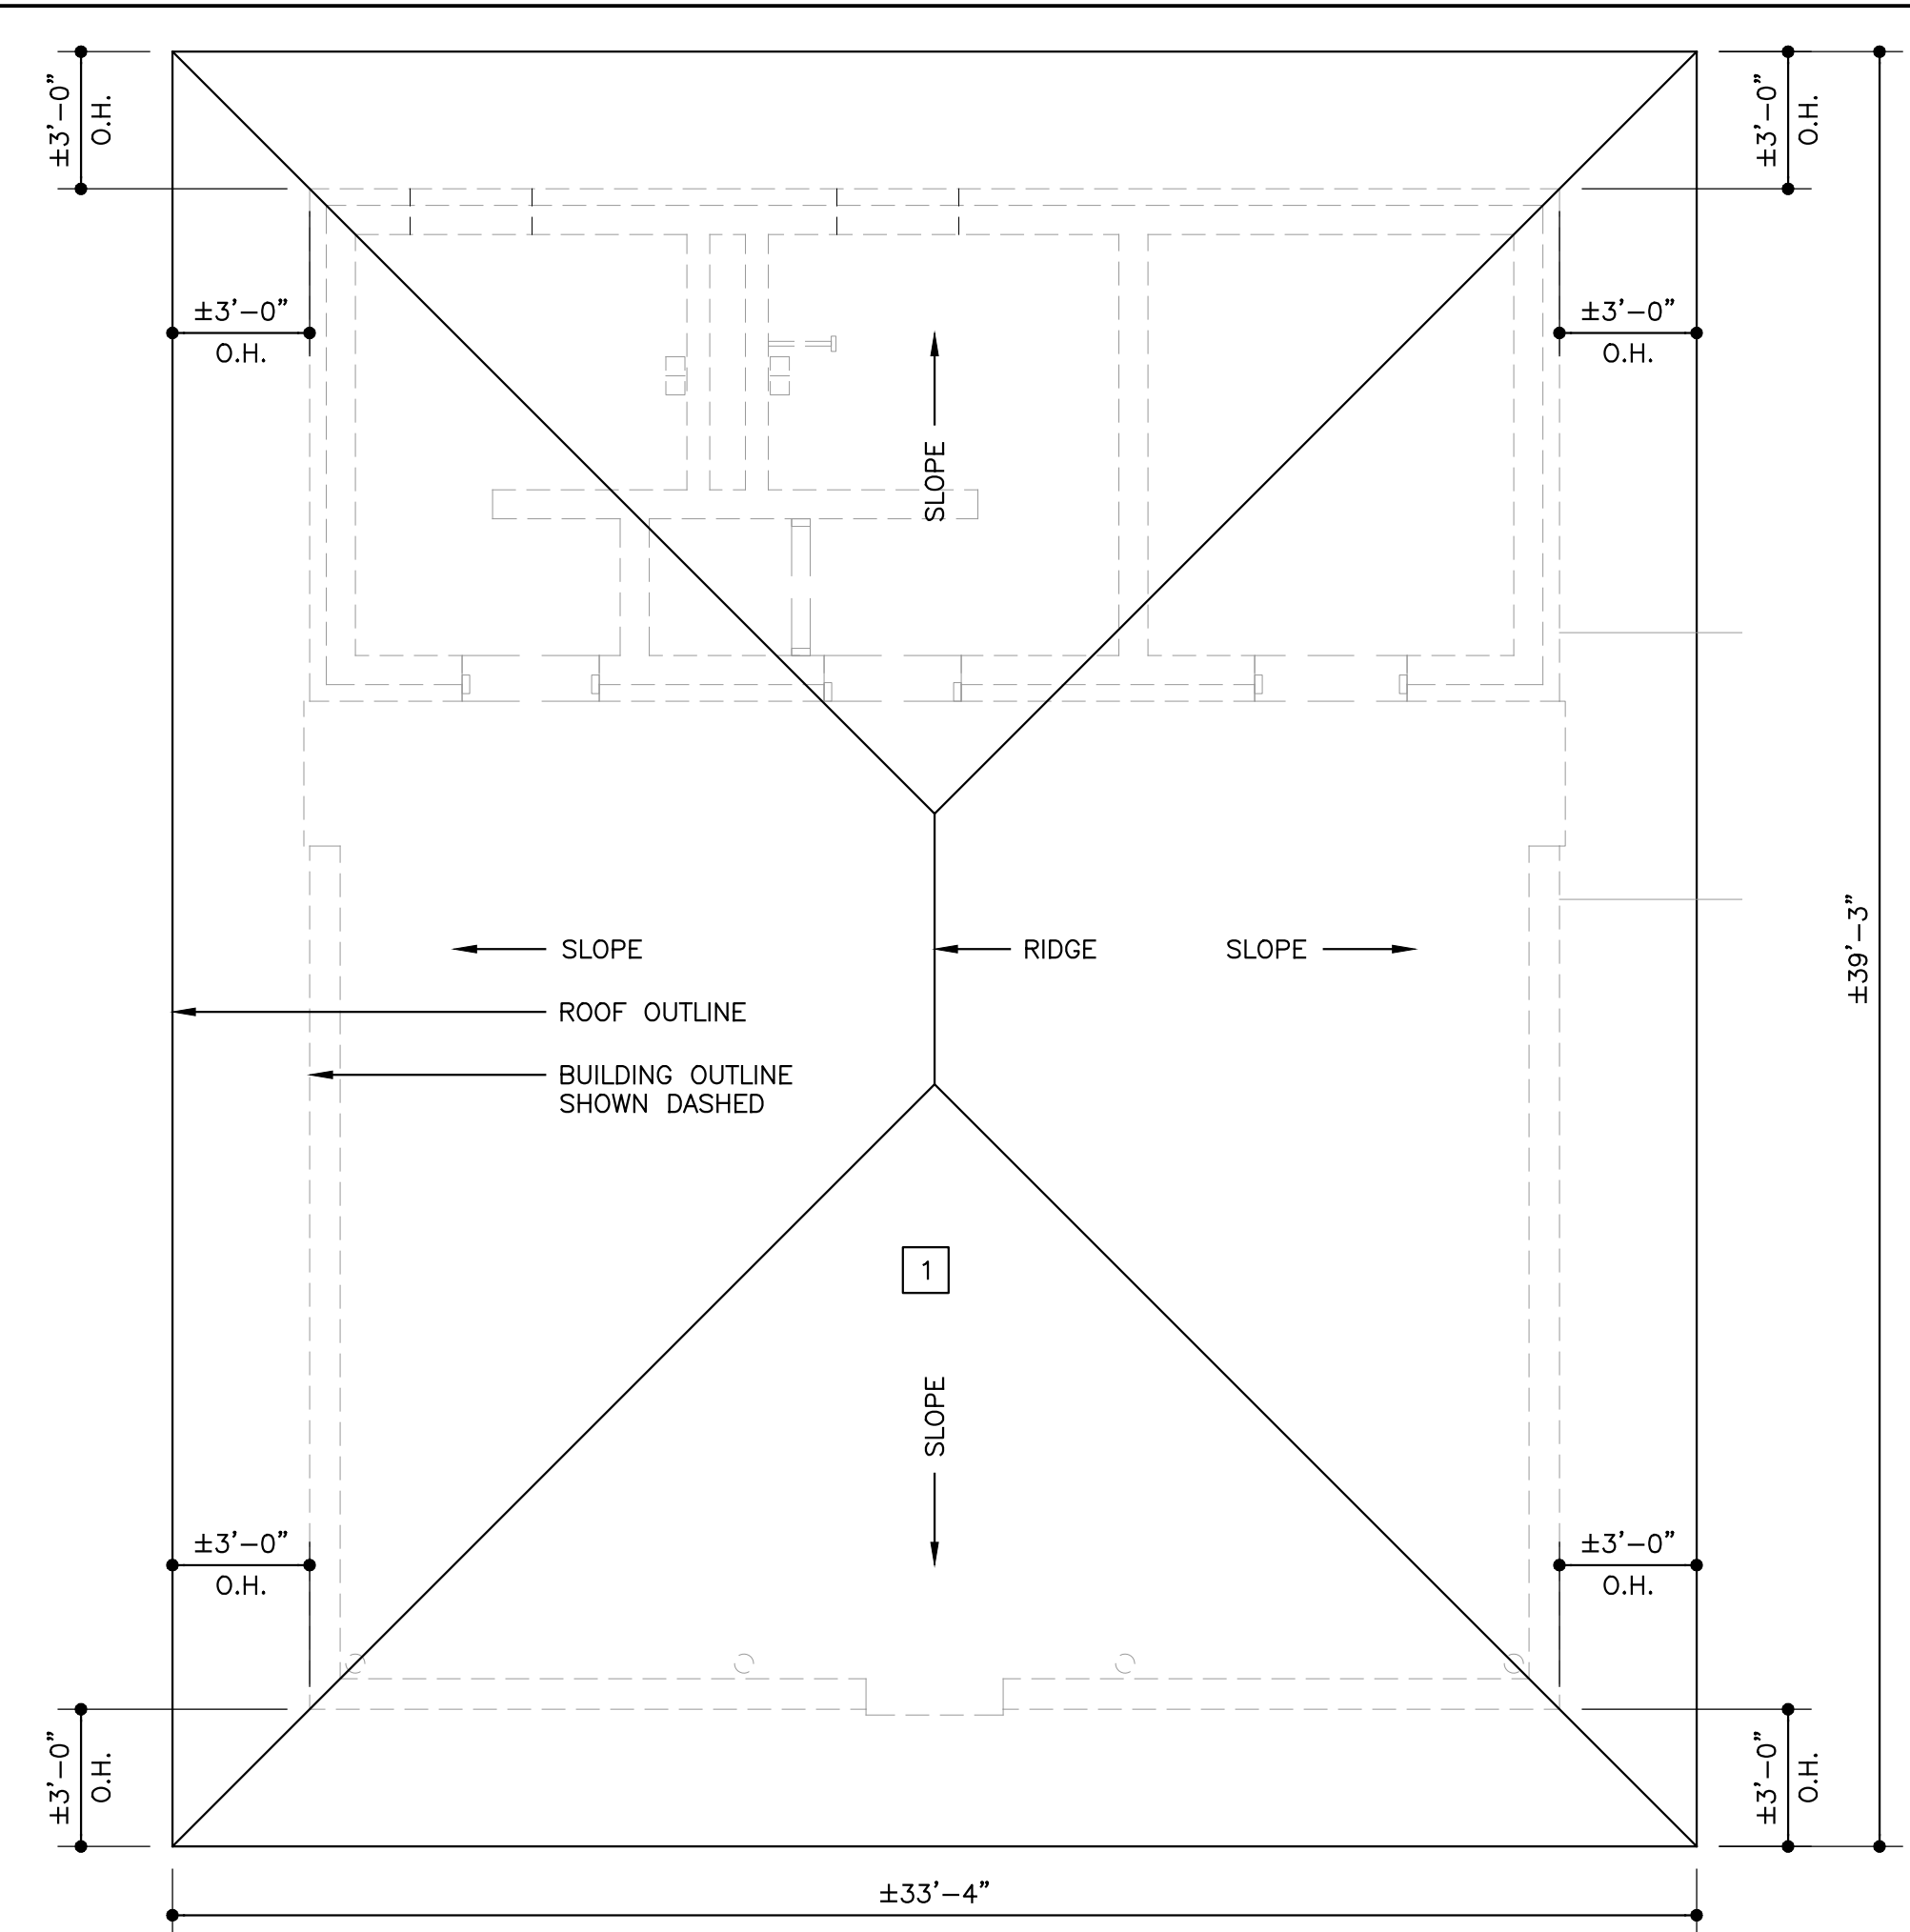 ±3'-0"
O.H.
±3'-0"
O.H.
±3'-0"
O.H.
±3'-0"
O.H.
SLOPE
SLOPE
RIDGE
SLOPE
±39'-3"
ROOF OUTLINE
BUILDING OUTLINE
SHOWN DASHED
1
SLOPE
±3'-0"
O.H.
±3'-0"
O.H.
±3'-0"
O.H.
±3'-0"
O.H.
±33'-4"